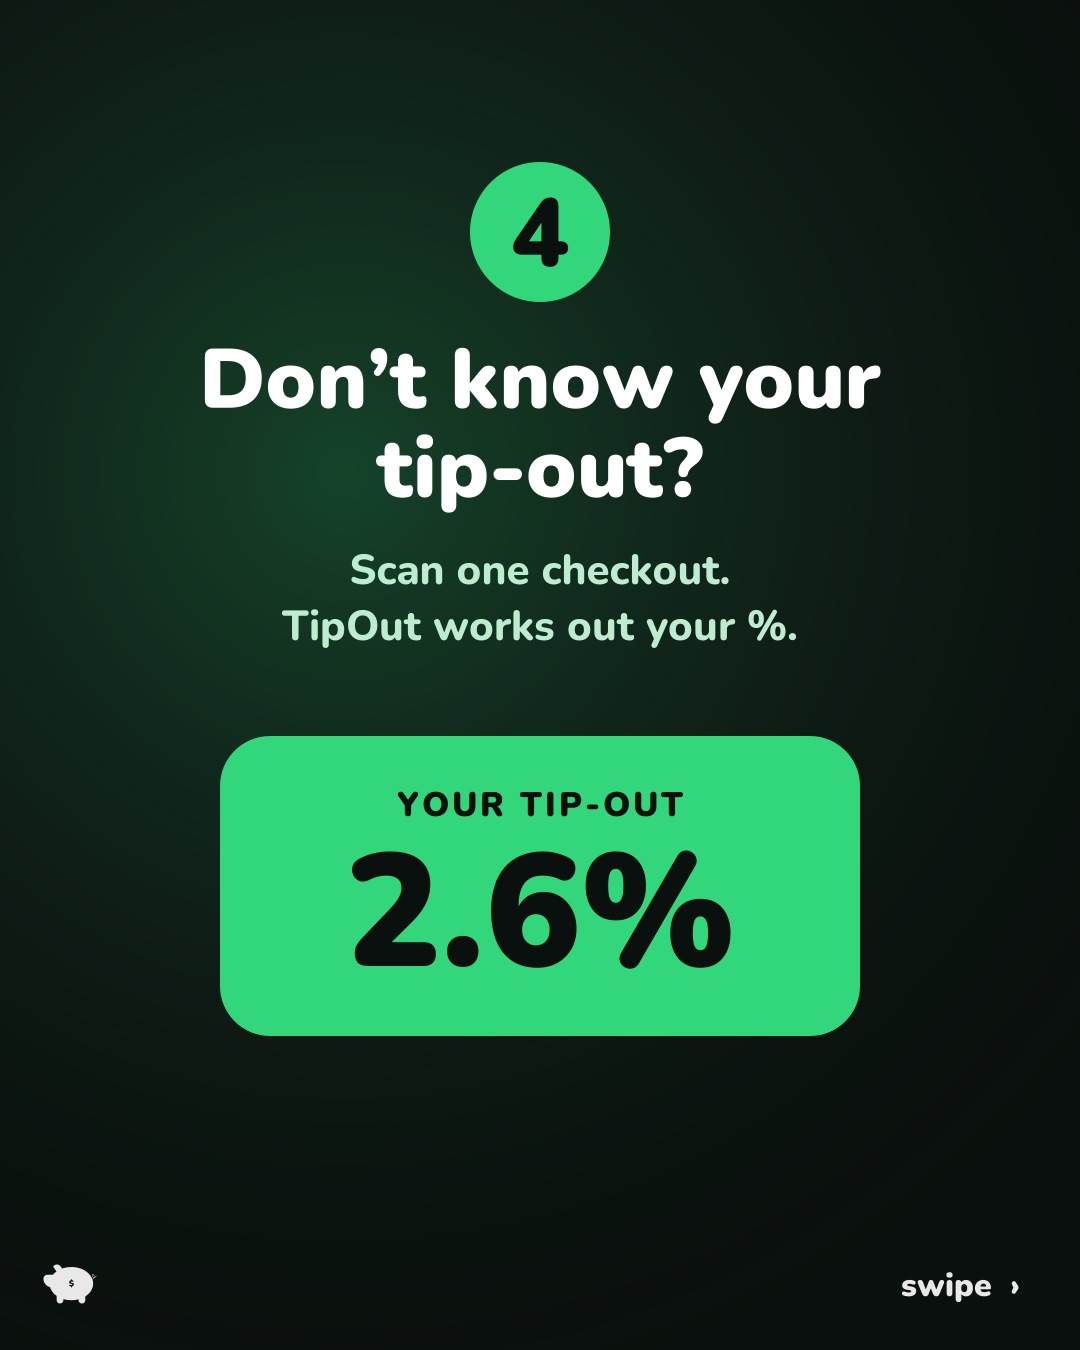 4
Don’t know your
tip-out?
Scan one checkout.
TipOut works out your %.
YOUR TIP-OUT
2.6%
$
swipe ›